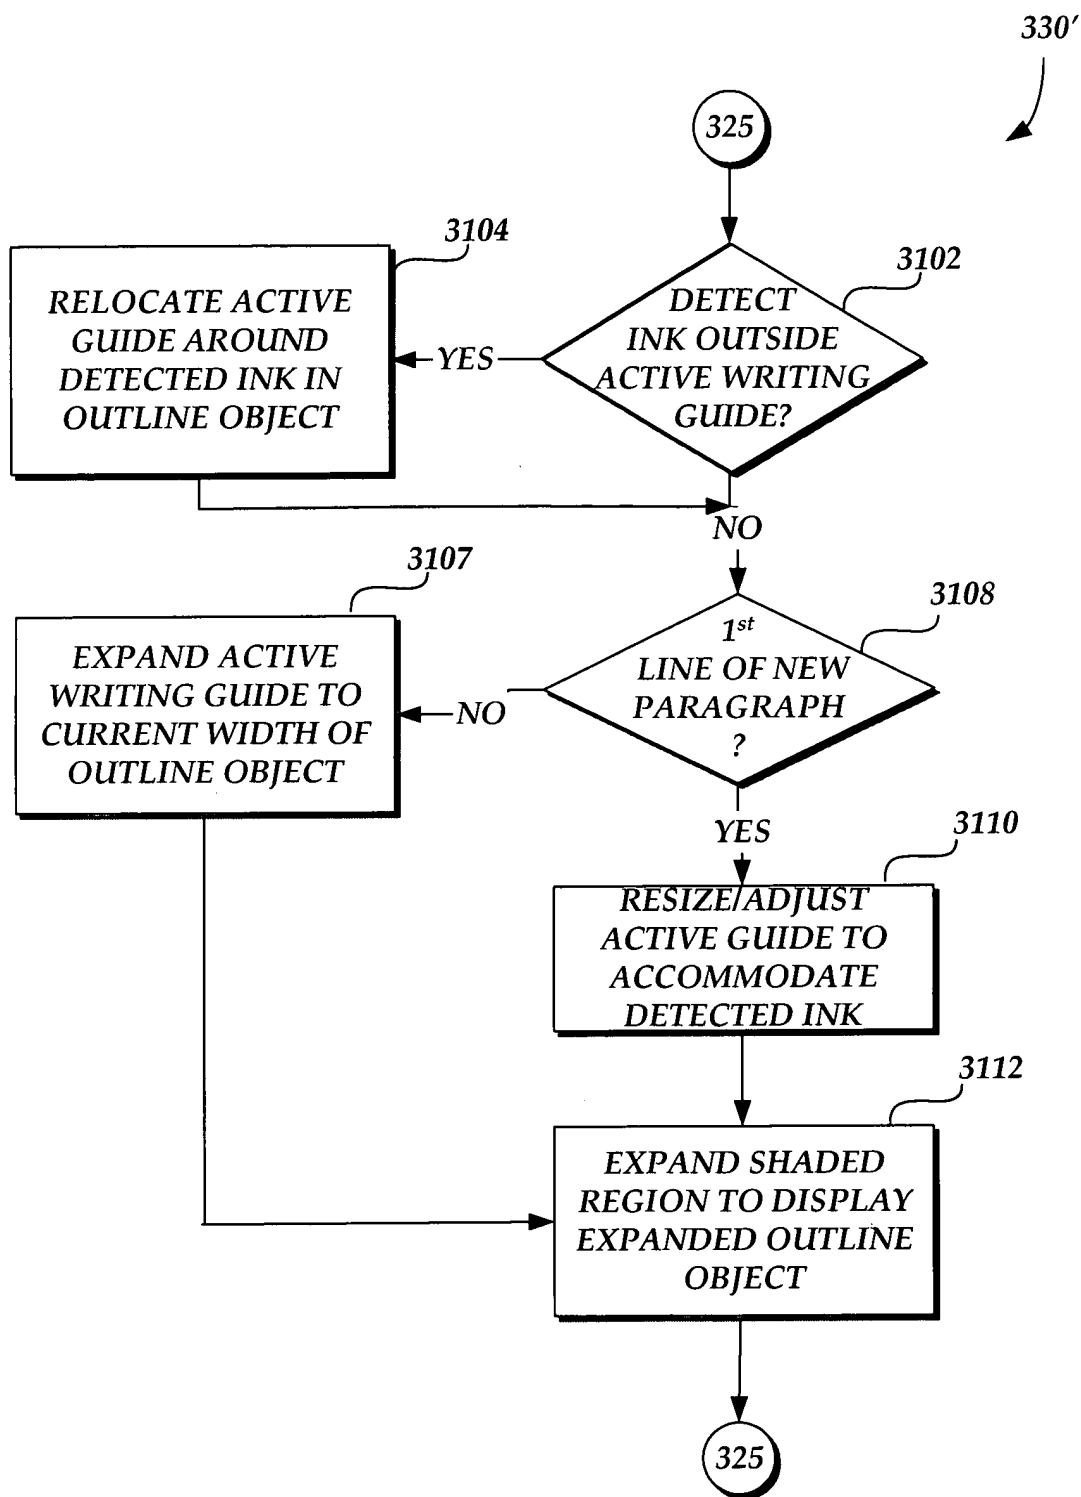 330'
325
3104
3102
RELOCATE ACTIVE
GUIDE AROUND
DETECTED INK IN
OUTLINE OBJECT
YES
DETECT
INK OUTSIDE
ACTIVE WRITING
GUIDE?
NO
3107
3108
EXPAND ACTIVE
WRITING GUIDE TO
CURRENT WIDTH OF
OUTLINE OBJECT
NO
1st
LINE OF NEW
PARAGRAPH
?
YES
3110
RESIZE/ADJUST
ACTIVE GUIDE TO
ACCOMMODATE
DETECTED INK
3112
EXPAND SHADED
REGION TO DISPLAY
EXPANDED OUTLINE
OBJECT
325